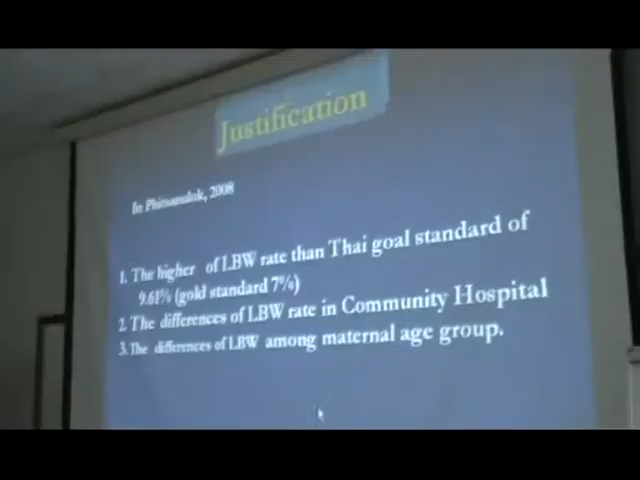 Justification
In Phitsanulok, 2008
1. The higher of LBW rate than Thai goal standard of
9.61% (gold standard 7%)
2. The differences of LBW rate in Community Hospital
3. The differences of LBW among maternal age group.